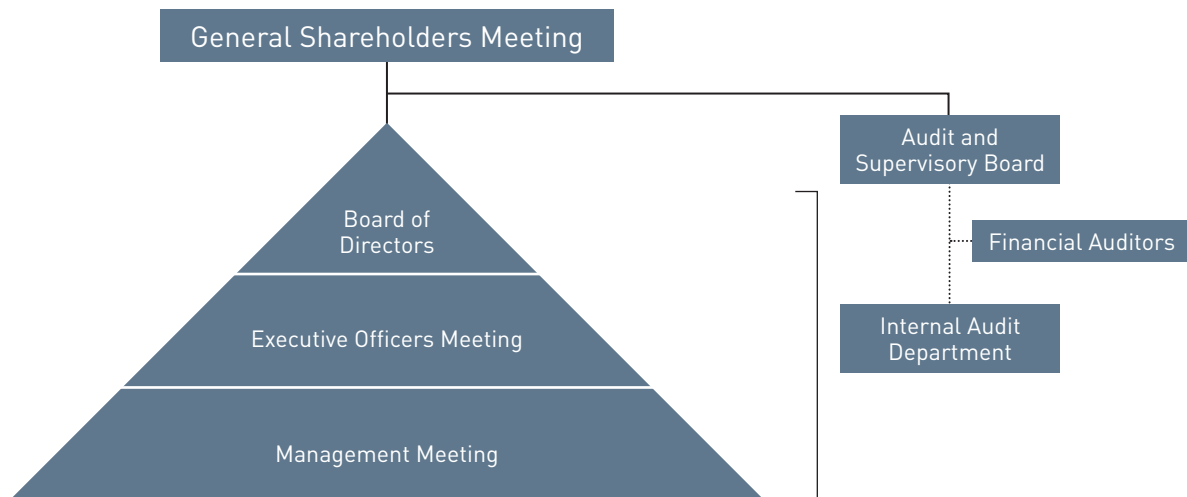 General Shareholders Meeting
Audit and
Supervisory Board
Board of
Directors
Financial Auditors
Executive Officers Meeting
Internal Audit
Department
Management Meeting